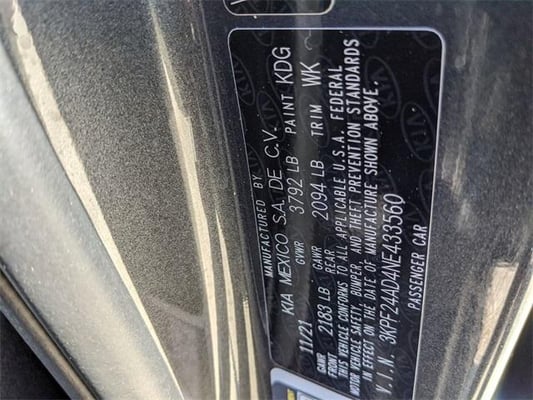 MANUFACTURED BY
KIA MEXICO S.A. DE C.V.
11/21 GVWR 3792 LB PAINT KDG
GAWR FRONT 2183 LB GAWR REAR 2094 LB TRIM WK
THIS VEHICLE CONFORMS TO ALL APPLICABLE U.S.A. FEDERAL
MOTOR VEHICLE SAFETY, BUMPER, AND THEFT PREVENTION STANDARDS
IN EFFECT ON THE DATE OF MANUFACTURE SHOWN ABOVE.
V.I.N. 3KPF24AD4NE433560
PASSENGER CAR